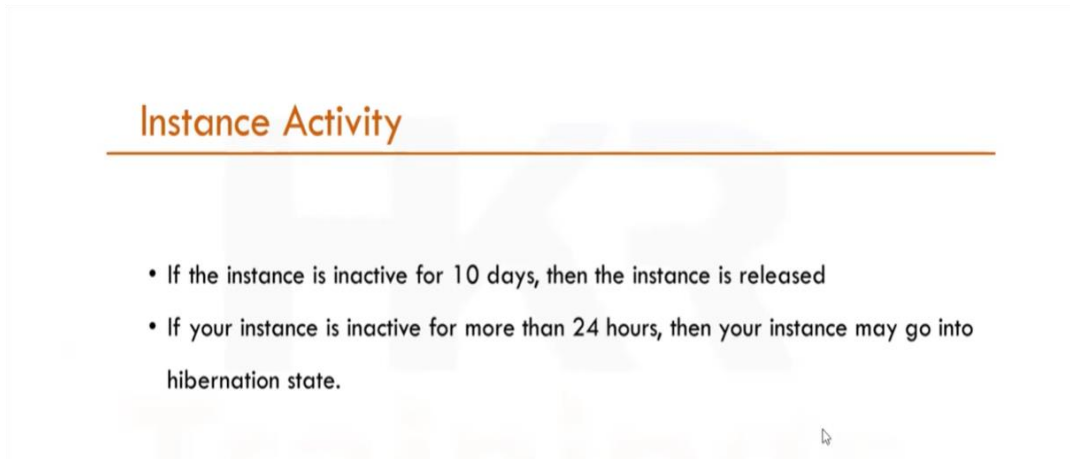 Instance Activity
• If the instance is inactive for 10 days, then the instance is released
• If your instance is inactive for more than 24 hours, then your instance may go into
hibernation state.
HKR